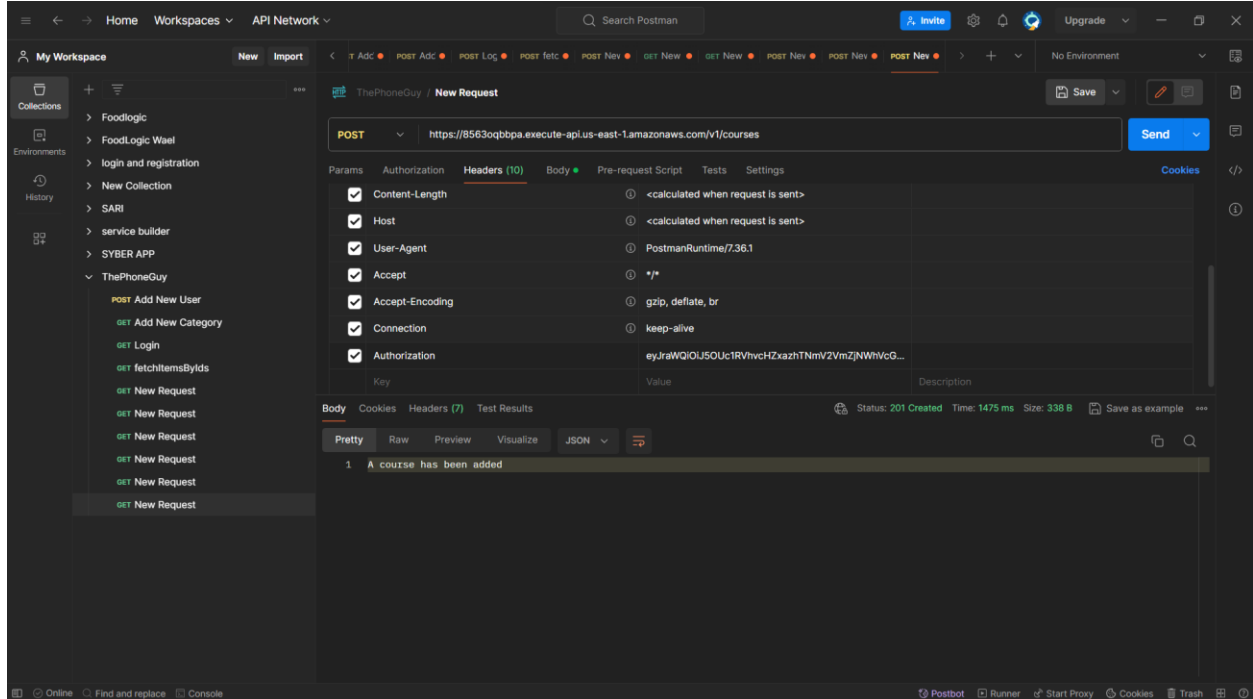 Home Workspaces API Network Search Postman Invite Upgrade
My Workspace New Import
POST Adc POST Log POST fetc POST Nev GET New GET New POST Nev POST Nev POST Nev No Environment
Collections
Environments
History
Foodlogic
FoodLogic Wael
login and registration
New Collection
SARI
service builder
SYBER APP
ThePhoneGuy
POST Add New User
GET Add New Category
GET Login
GET fetchItemsByIds
GET New Request
GET New Request
GET New Request
GET New Request
GET New Request
GET New Request
HTTP ThePhoneGuy / New Request Save
POST https://8563oqbbpa.execute-api.us-east-1.amazonaws.com/v1/courses Send
Params Authorization Headers (10) Body Pre-request Script Tests Settings Cookies
Content-Length <calculated when request is sent>
Host <calculated when request is sent>
User-Agent PostmanRuntime/7.36.1
Accept */*
Accept-Encoding gzip, deflate, br
Connection keep-alive
Authorization eyJraWQiOiJ5OUc1RVhvcHZxazhTNmV2VmZjNWhVcG...
Key Value Description
Body Cookies Headers (7) Test Results Status: 201 Created Time: 1475 ms Size: 338 B Save as example
Pretty Raw Preview Visualize JSON
1 A course has been added
Online Find and replace Console Postbot Runner Start Proxy Cookies Trash